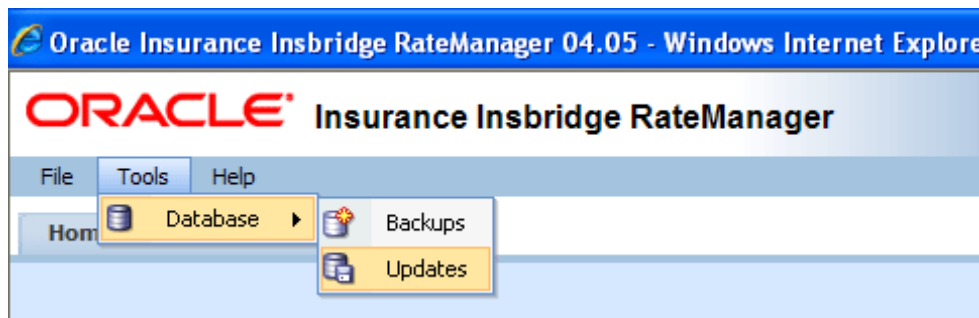 Oracle Insurance Insbridge RateManager 04.05 - Windows Internet Explore
ORACLE Insurance Insbridge RateManager
File Tools Help
Hom Database Backups
Updates